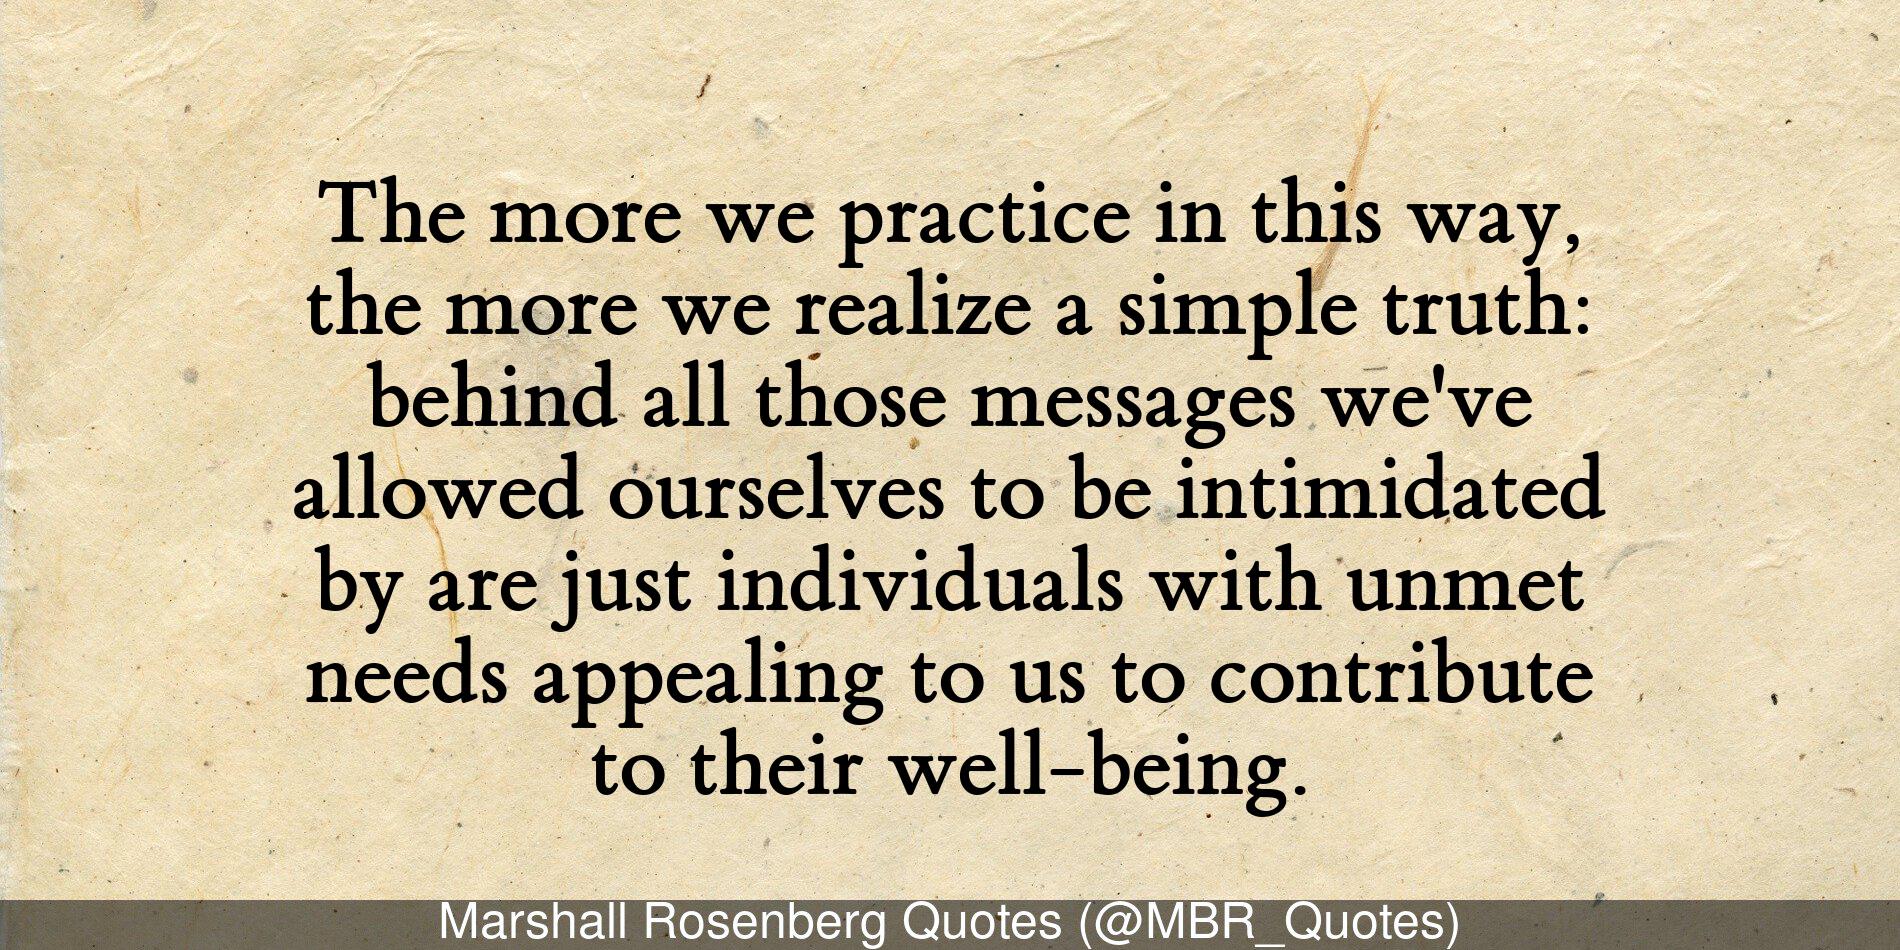 The more we practice in this way,
the more we realize a simple truth:
behind all those messages we've
allowed ourselves to be intimidated
by are just individuals with unmet
needs appealing to us to contribute
to their well-being.
Marshall Rosenberg Quotes (@MBR_Quotes)